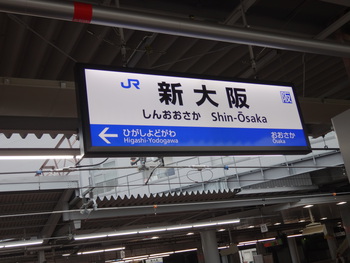 JR 新大阪 阪
しんおおさか Shin-Ōsaka
← ひがしよどがわ おおさか
Higashi-Yodogawa Ōsaka